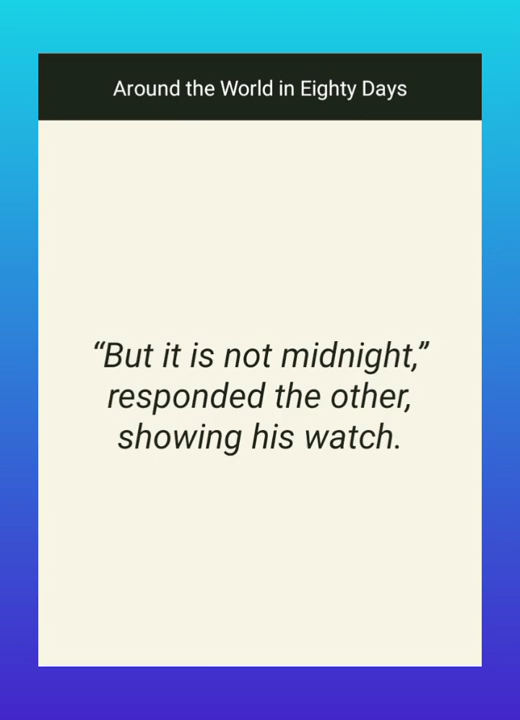 Around the World in Eighty Days
“But it is not midnight,”
responded the other,
showing his watch.